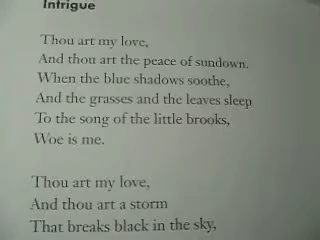 Intrigue
Thou art my love,
And thou art the peace of sundown.
When the blue shadows soothe,
And the grasses and the leaves sleep
To the song of the little brooks,
Woe is me.
Thou art my love,
And thou art a storm
That breaks black in the sky,